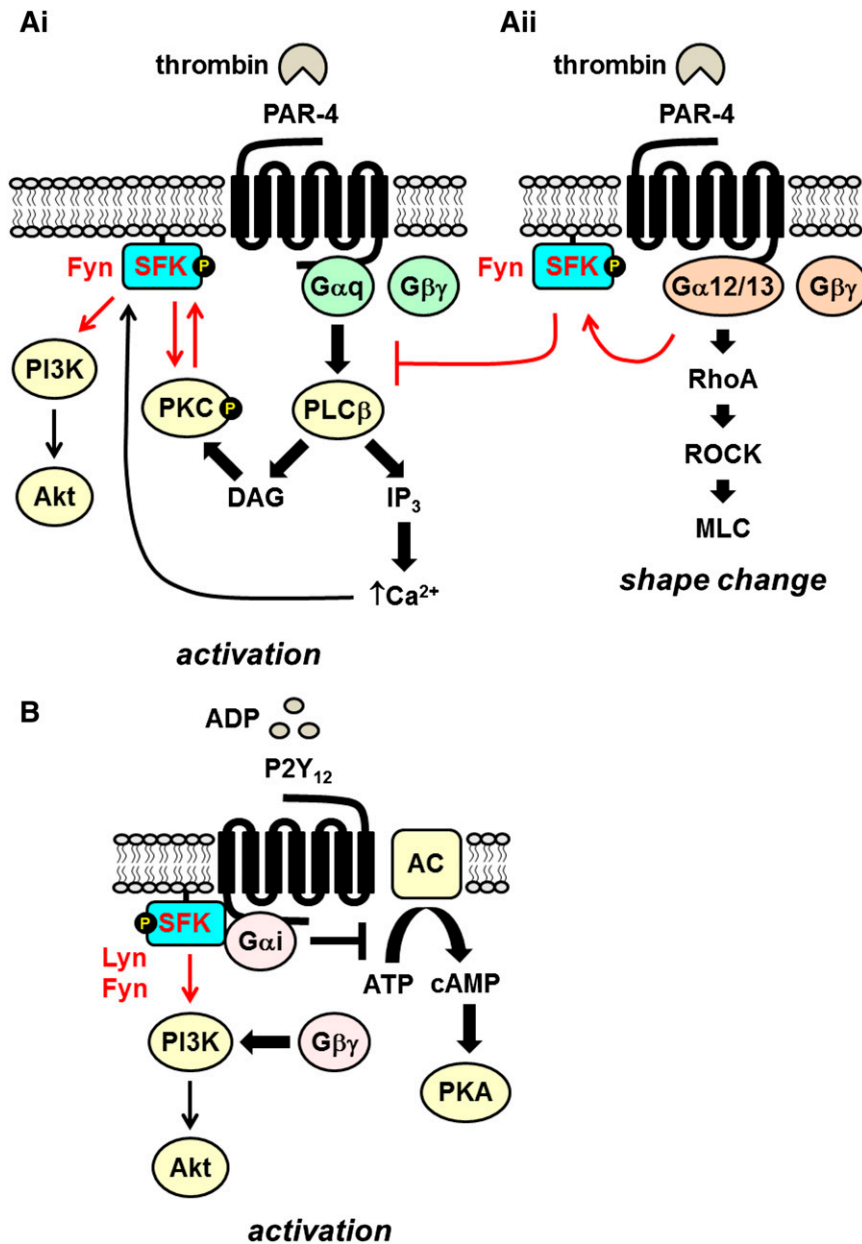 Ai
thrombin
PAR-4
Fyn
SFK
P
Gαq
Gβγ
PI3K
PKC
P
PLCβ
Akt
DAG
IP₃
↑Ca²⁺
activation
Aii
thrombin
PAR-4
Fyn
SFK
P
Gα12/13
Gβγ
RhoA
ROCK
MLC
shape change
B
ADP
P2Y₁₂
AC
P
SFK
Gαi
Lyn
Fyn
ATP
cAMP
PI3K
Gβγ
PKA
Akt
activation